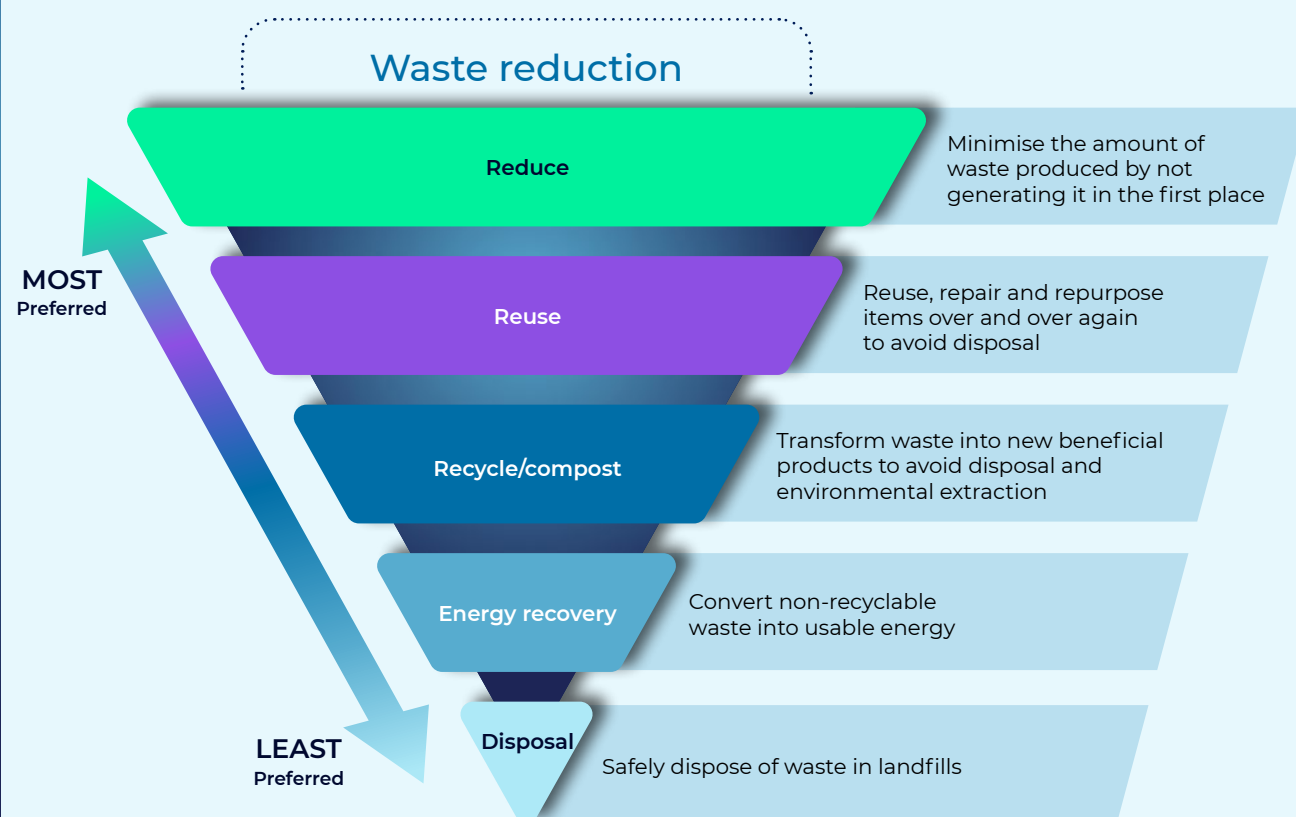 Waste reduction
Reduce
Minimise the amount of
waste produced by not
generating it in the first place
MOST
Preferred
Reuse
Reuse, repair and repurpose
items over and over again
to avoid disposal
Recycle/compost
Transform waste into new beneficial
products to avoid disposal and
environmental extraction
Energy recovery
Convert non-recyclable
waste into usable energy
LEAST
Preferred
Disposal
Safely dispose of waste in landfills